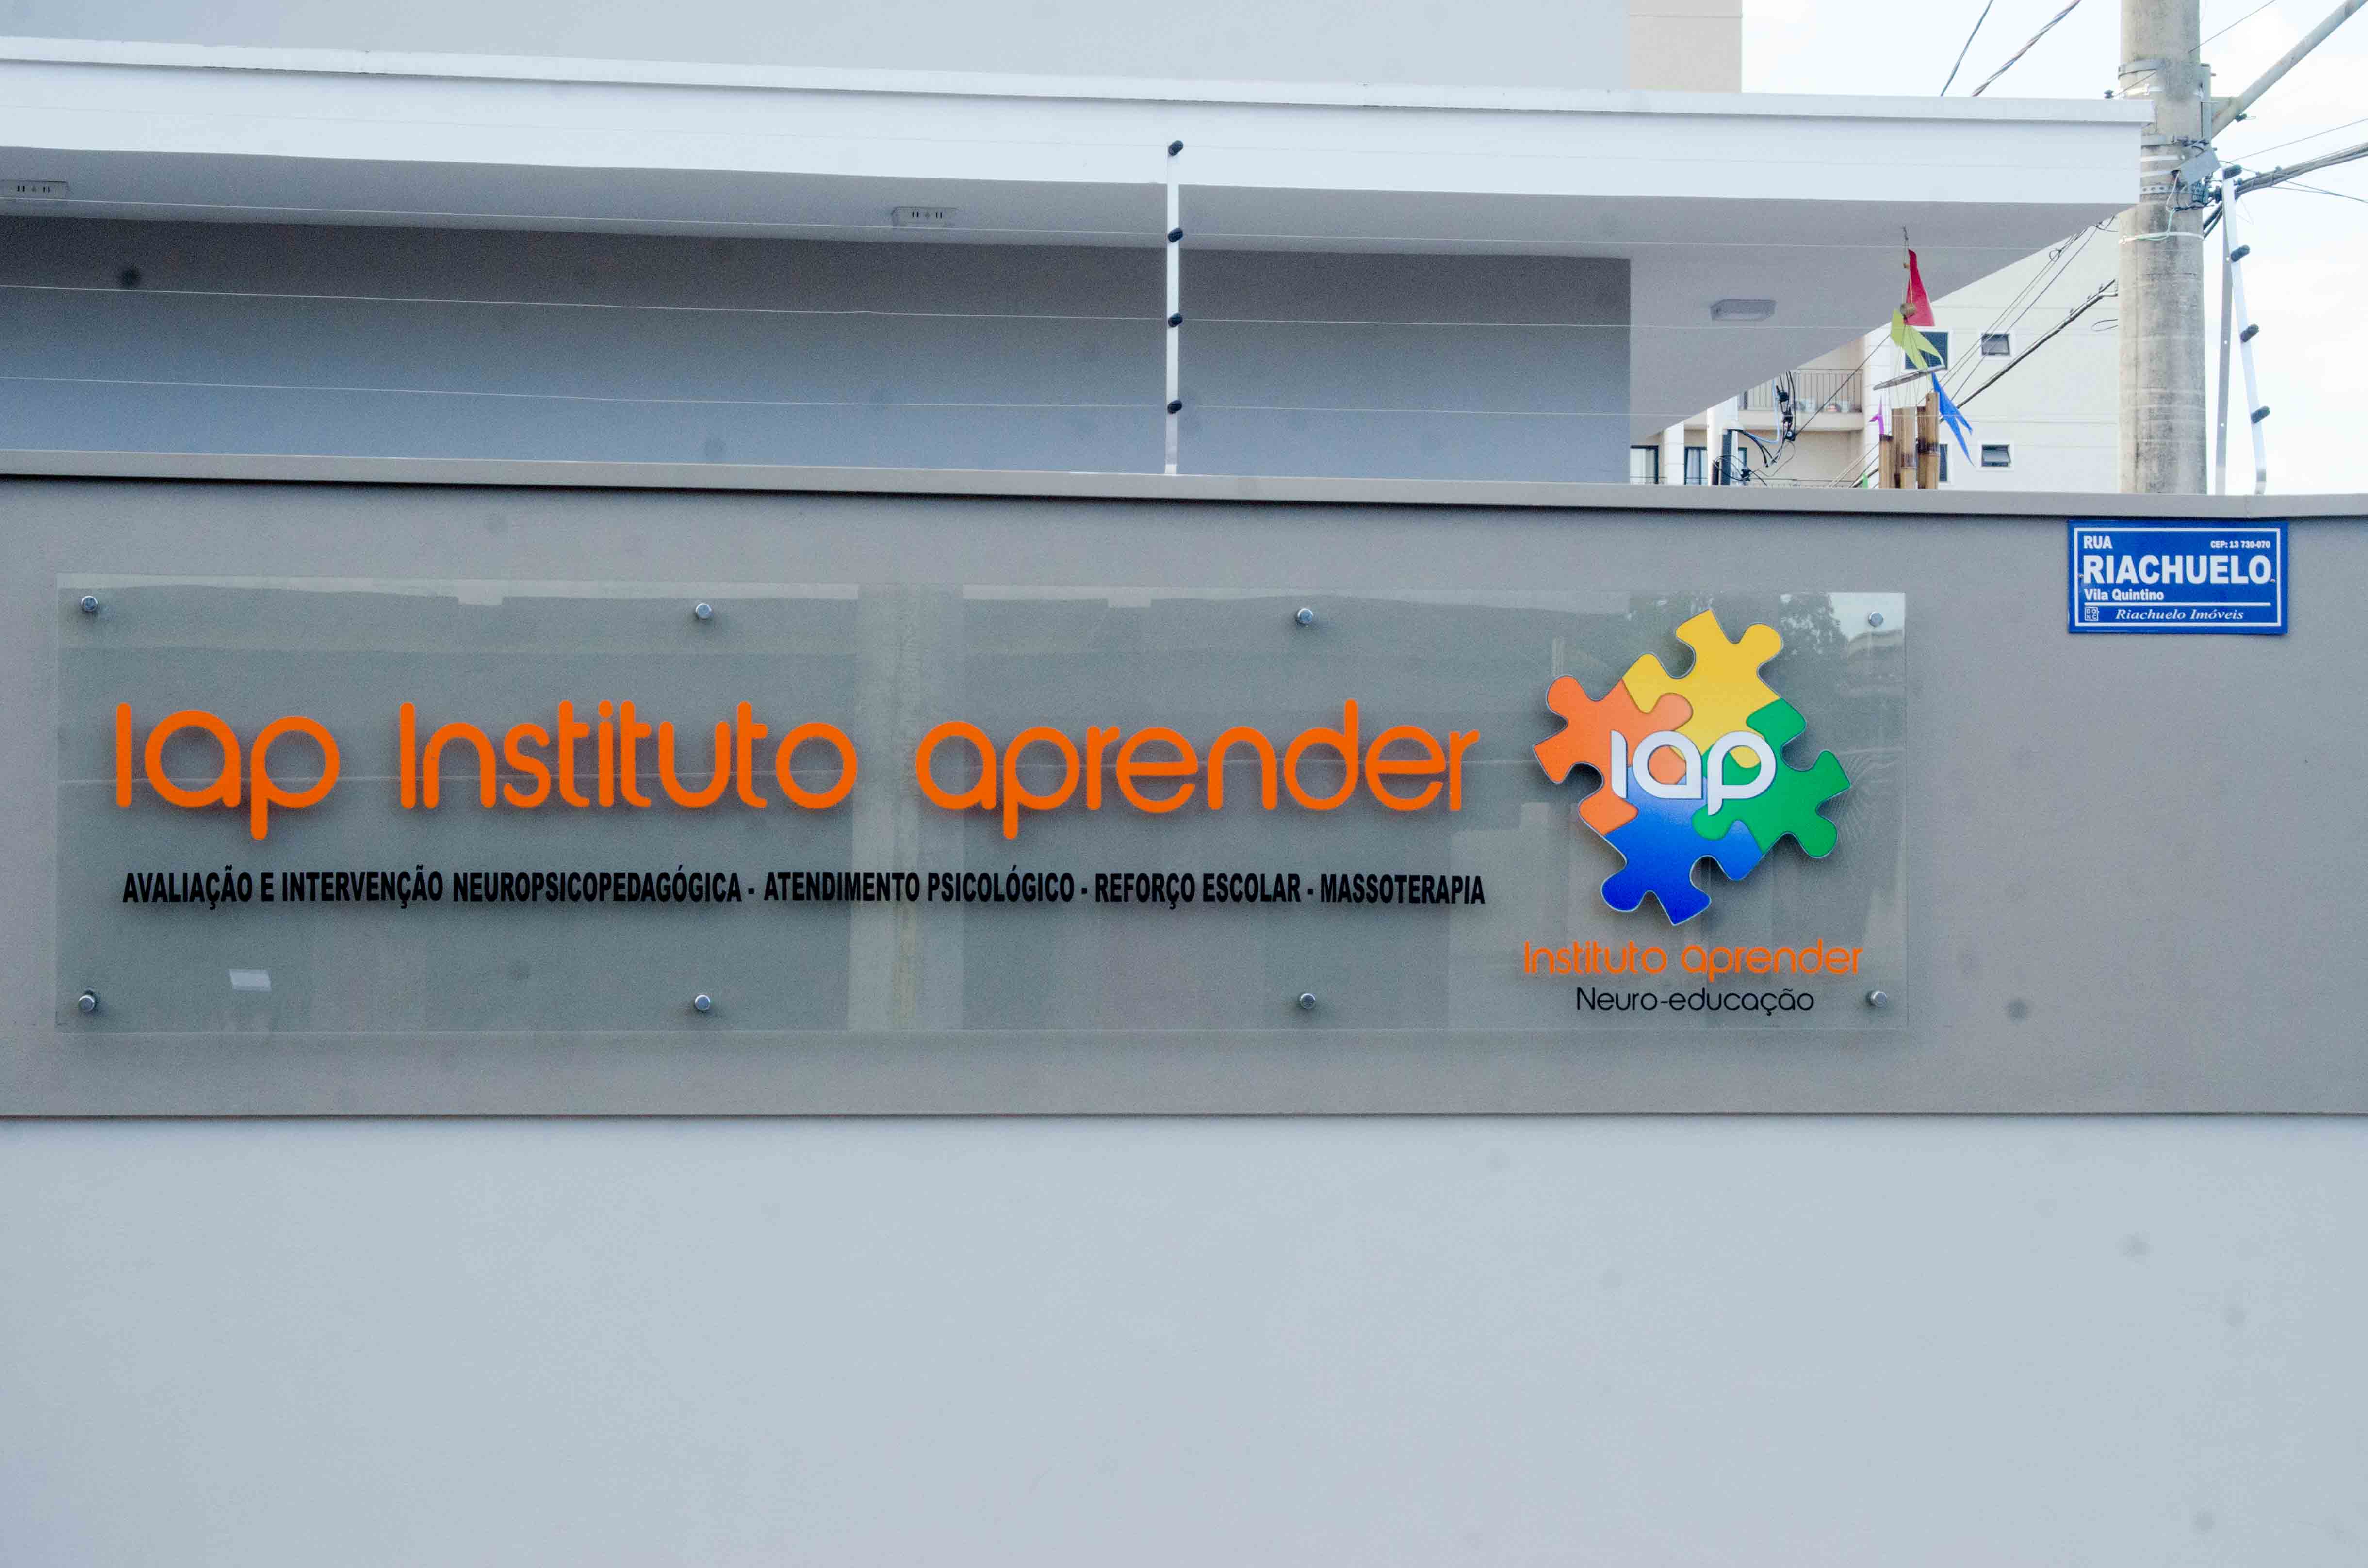 Iap Instituto aprender
AVALIAÇÃO E INTERVENÇÃO NEUROPSICOPEDAGÓGICA - ATENDIMENTO PSICOLÓGICO - REFORÇO ESCOLAR - MASSOTERAPIA
iap
Instituto aprender
Neuro-educação
RUA CEP: 13 730-070
RIACHUELO
Vila Quintino
Riachuelo Imóveis